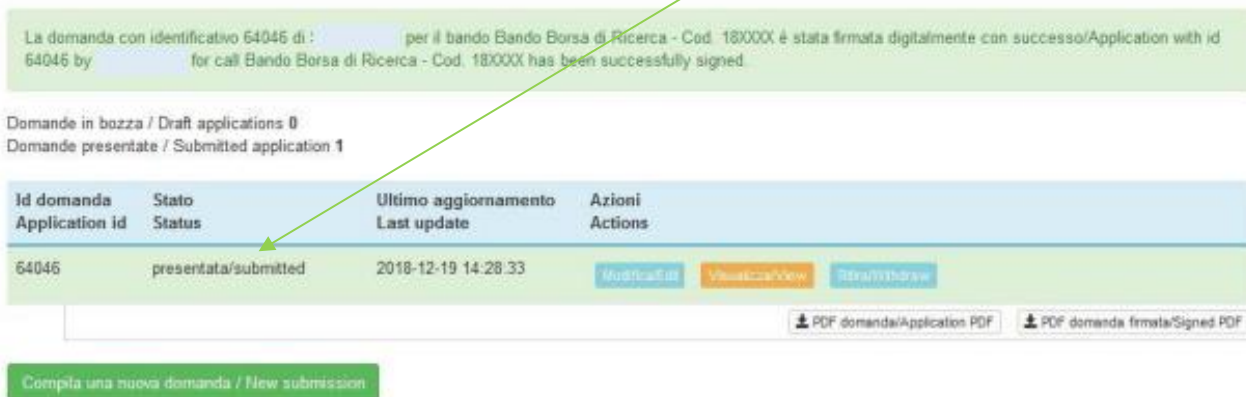 La domanda con identificativo 64046 di : per il bando Bando Borsa di Ricerca - Cod. 18XXXX è stata firmata digitalmente con successo/Application with id
64046 by for call Bando Borsa di Ricerca - Cod. 18XXXX has been successfully signed.
Domande in bozza / Draft applications 0
Domande presentate / Submitted application 1
Id domanda Stato Ultimo aggiornamento Azioni
Application id Status Last update Actions
64046 presentata/submitted 2018-12-19 14:28:33 Modifica/Edit Visualizza/View Ritira/Withdraw
PDF domanda/Application PDF PDF domanda firmata/Signed PDF
Compila una nuova domanda / New submission